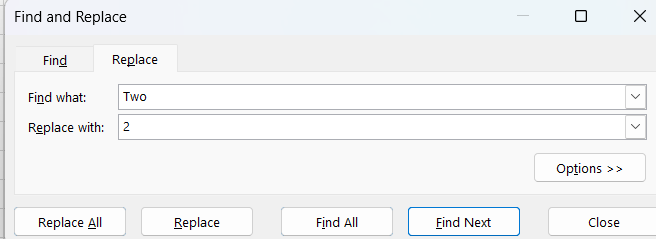 Find and Replace
Find Replace
Find what: Two
Replace with: 2
Options >>
Replace All Replace Find All Find Next Close